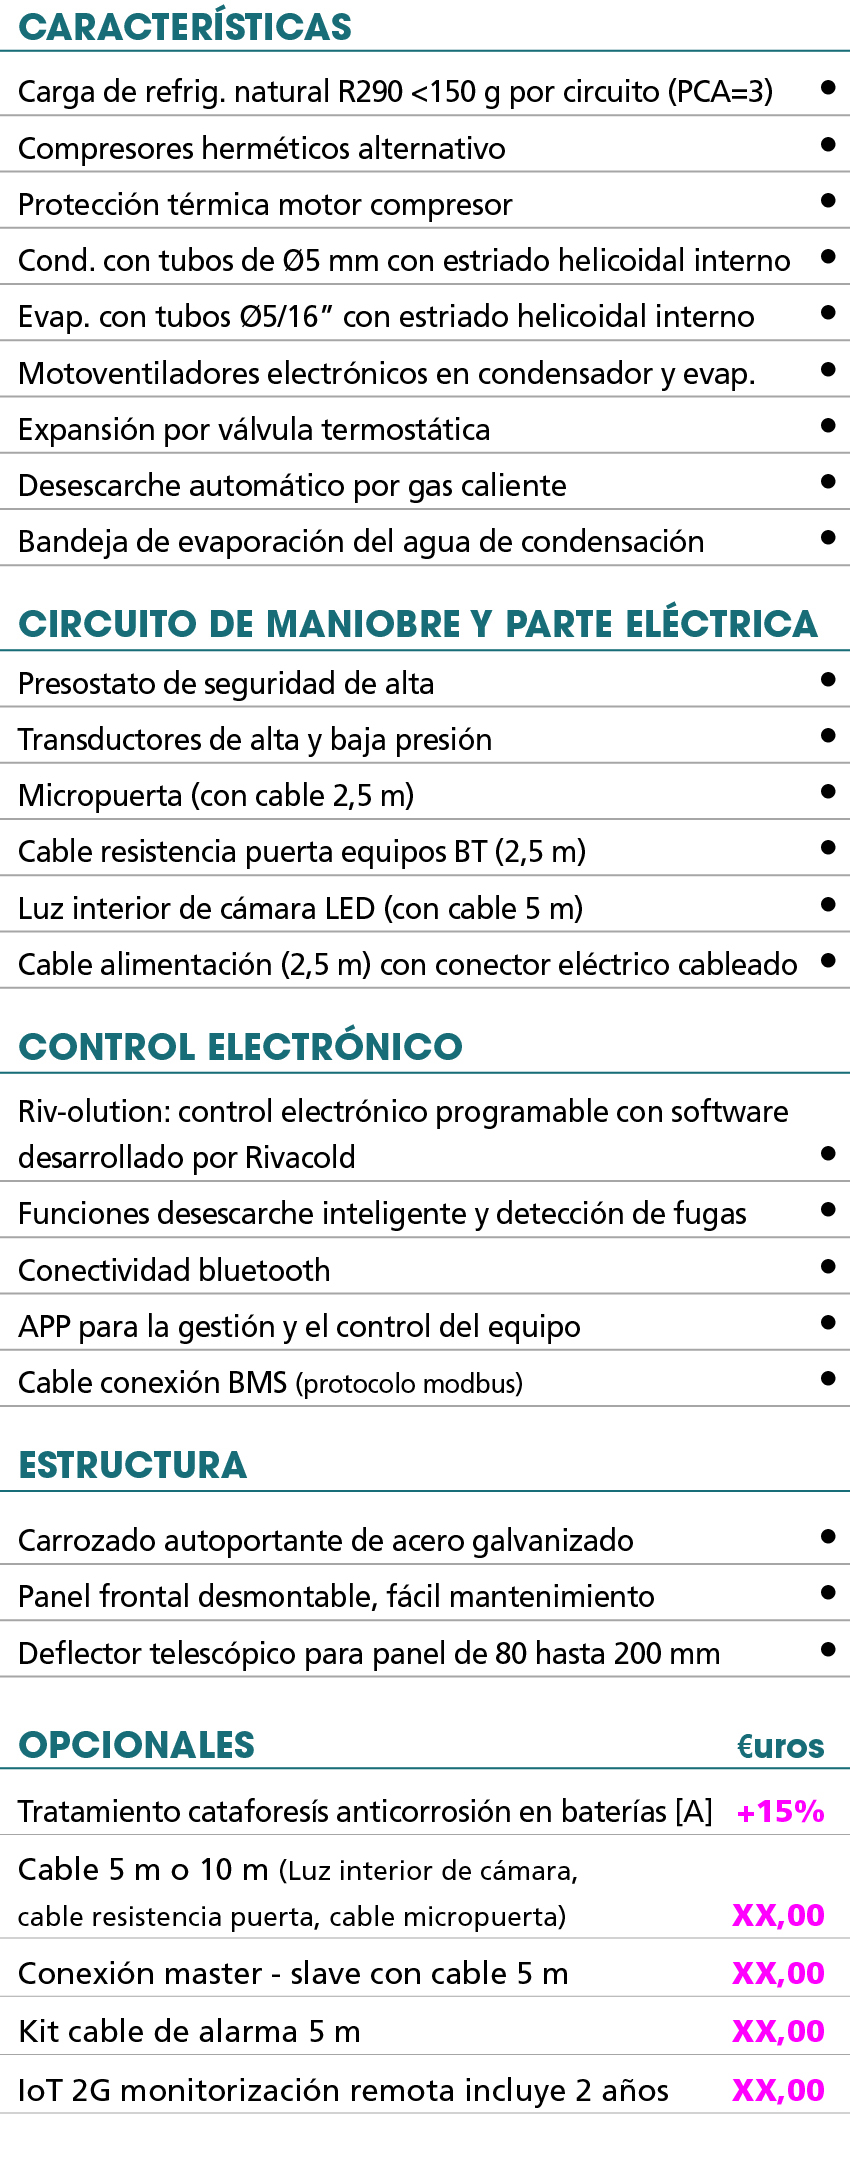 CARACTERÍSTICAS
Carga de refrig. natural R290 <150 g por circuito (PCA=3) •
Compresores herméticos alternativo •
Protección térmica motor compresor •
Cond. con tubos de Ø5 mm con estriado helicoidal interno •
Evap. con tubos Ø5/16” con estriado helicoidal interno •
Motoventiladores electrónicos en condensador y evap. •
Expansión por válvula termostática •
Desescarche automático por gas caliente •
Bandeja de evaporación del agua de condensación •
CIRCUITO DE MANIOBRE Y PARTE ELÉCTRICA
Presostato de seguridad de alta •
Transductores de alta y baja presión •
Micropuerta (con cable 2,5 m) •
Cable resistencia puerta equipos BT (2,5 m) •
Luz interior de cámara LED (con cable 5 m) •
Cable alimentación (2,5 m) con conector eléctrico cableado •
CONTROL ELECTRÓNICO
Riv-olution: control electrónico programable con software
desarrollado por Rivacold •
Funciones desescarche inteligente y detección de fugas •
Conectividad bluetooth •
APP para la gestión y el control del equipo •
Cable conexión BMS (protocolo modbus) •
ESTRUCTURA
Carrozado autoportante de acero galvanizado •
Panel frontal desmontable, fácil mantenimiento •
Deflector telescópico para panel de 80 hasta 200 mm •
OPCIONALES €uros
Tratamiento cataforesís anticorrosión en baterías [A] +15%
Cable 5 m o 10 m (Luz interior de cámara,
cable resistencia puerta, cable micropuerta) XX,00
Conexión master - slave con cable 5 m XX,00
Kit cable de alarma 5 m XX,00
IoT 2G monitorización remota incluye 2 años XX,00